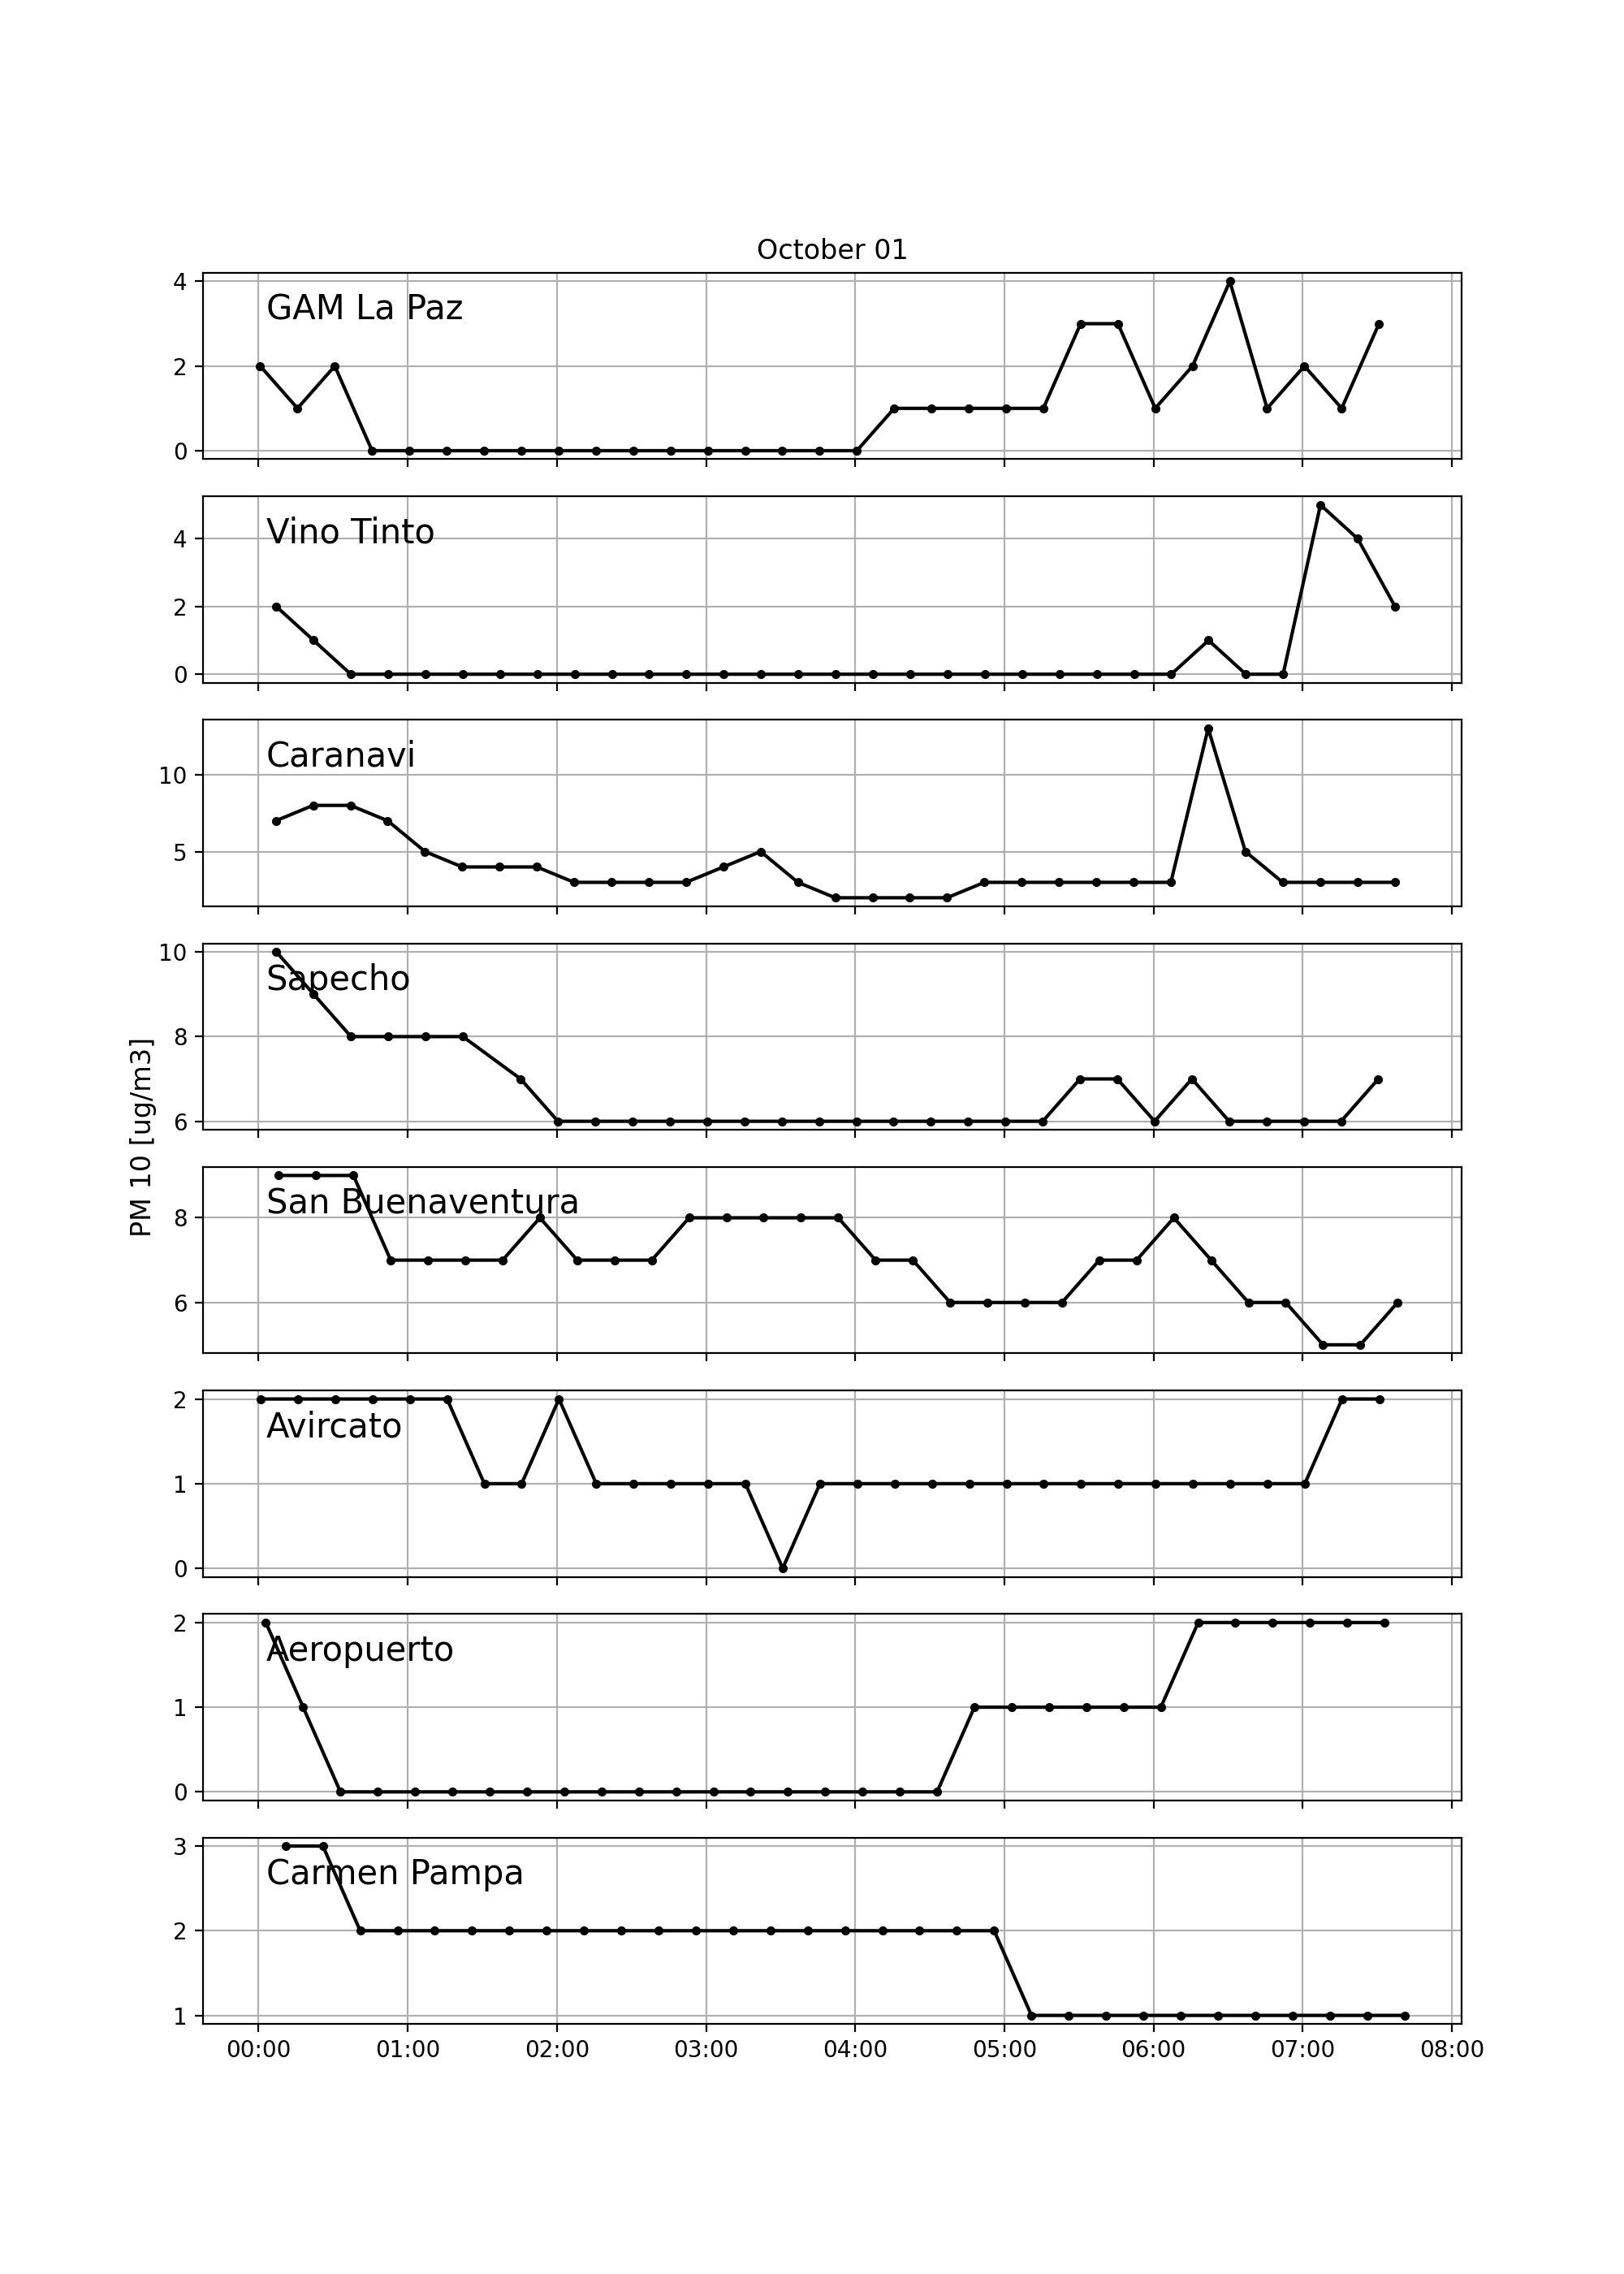 October 01
4
GAM La Paz
2
0
Vino Tinto
4
2
0
Caranavi
10
5
10
Sapecho
8
6
PM 10 [ug/m3]
San Buenaventura
8
6
2
Avircato
1
0
2
Aeropuerto
1
0
3
Carmen Pampa
2
1
00:00 01:00 02:00 03:00 04:00 05:00 06:00 07:00 08:00